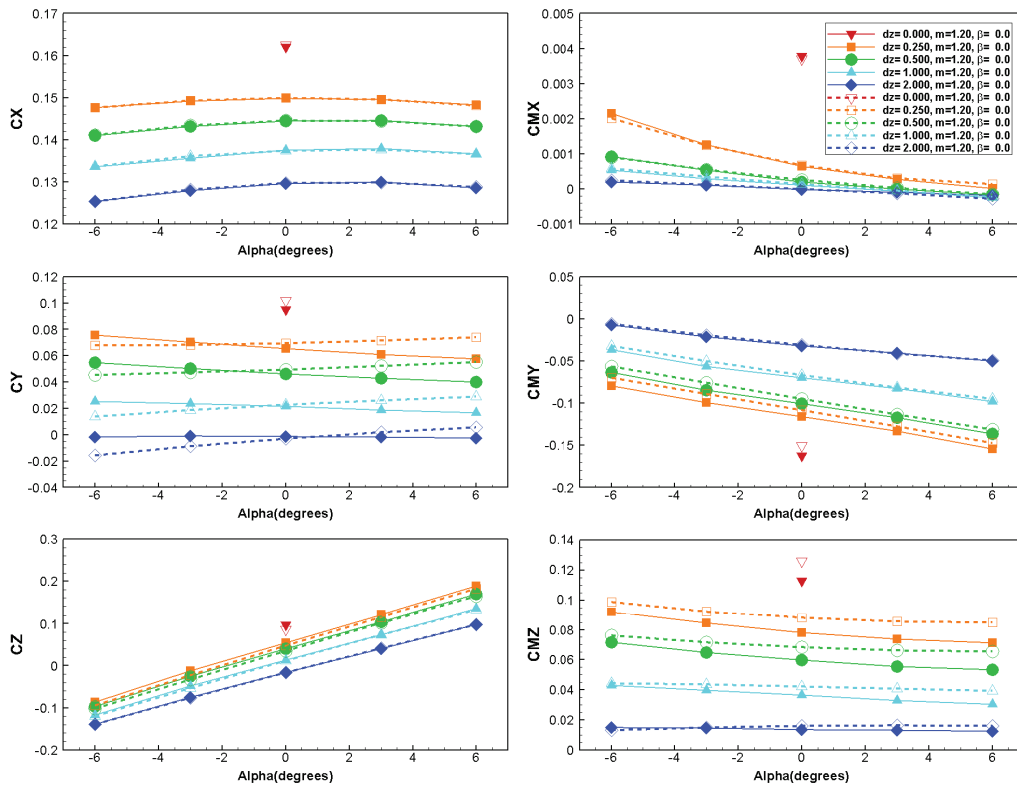 0.17
0.16
0.15
0.14
0.13
0.12
CX
-6 -4 -2 0 2 4 6
Alpha(degrees)
0.005
0.004
0.003
0.002
0.001
0
-0.001
CMX
dz= 0.000, m=1.20, β= 0.0
dz= 0.250, m=1.20, β= 0.0
dz= 0.500, m=1.20, β= 0.0
dz= 1.000, m=1.20, β= 0.0
dz= 2.000, m=1.20, β= 0.0
dz= 0.000, m=1.20, β= 0.0
dz= 0.250, m=1.20, β= 0.0
dz= 0.500, m=1.20, β= 0.0
dz= 1.000, m=1.20, β= 0.0
dz= 2.000, m=1.20, β= 0.0
-6 -4 -2 0 2 4 6
Alpha(degrees)
0.12
0.1
0.08
0.06
0.04
0.02
0
-0.02
-0.04
CY
-6 -4 -2 0 2 4 6
Alpha(degrees)
0.05
0
-0.05
-0.1
-0.15
-0.2
CMY
-6 -4 -2 0 2 4 6
Alpha(degrees)
0.3
0.2
0.1
0
-0.1
-0.2
CZ
-6 -4 -2 0 2 4 6
Alpha(degrees)
0.14
0.12
0.1
0.08
0.06
0.04
0.02
0
CMZ
-6 -4 -2 0 2 4 6
Alpha(degrees)